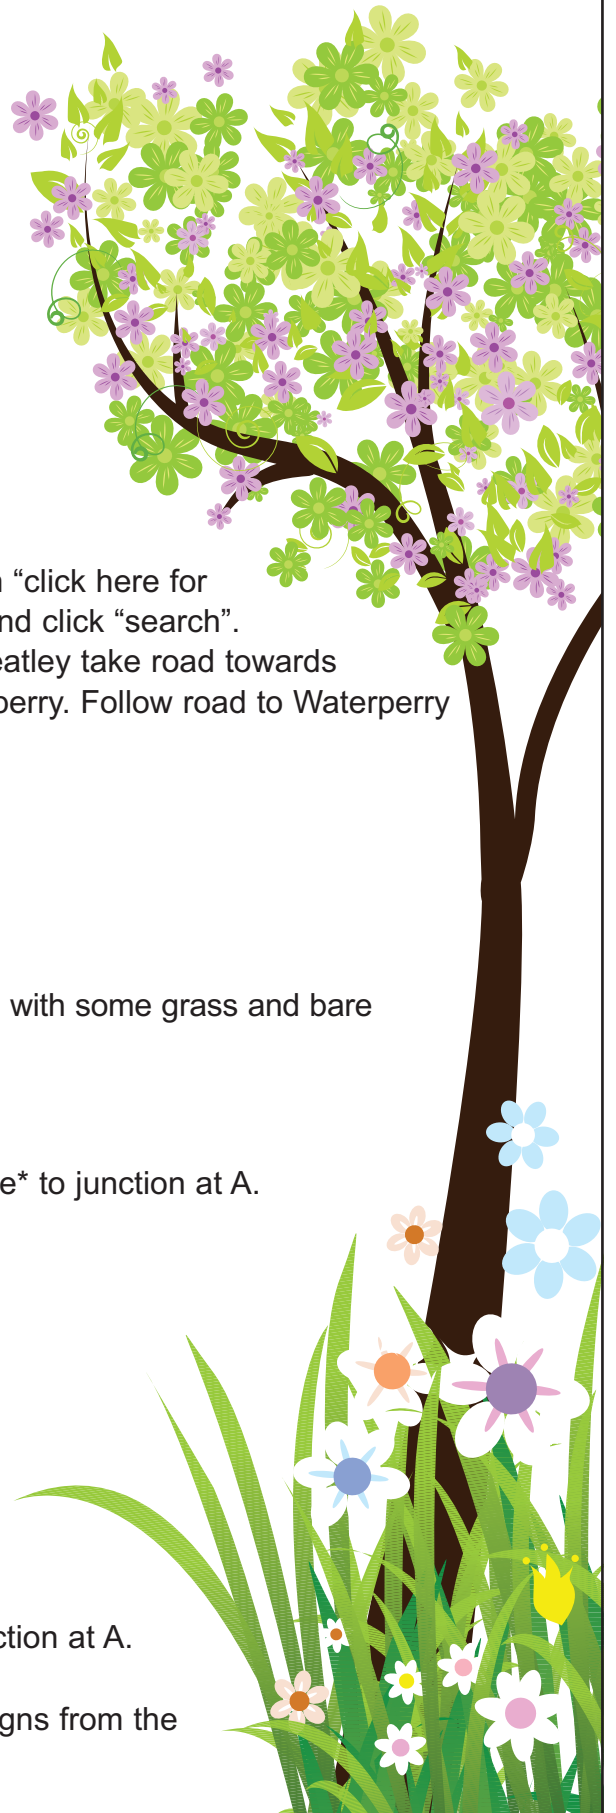 “click here for
nd click “search”.
eatley take road towards
perry. Follow road to Waterperry
with some grass and bare
e* to junction at A.
ction at A.
gns from the